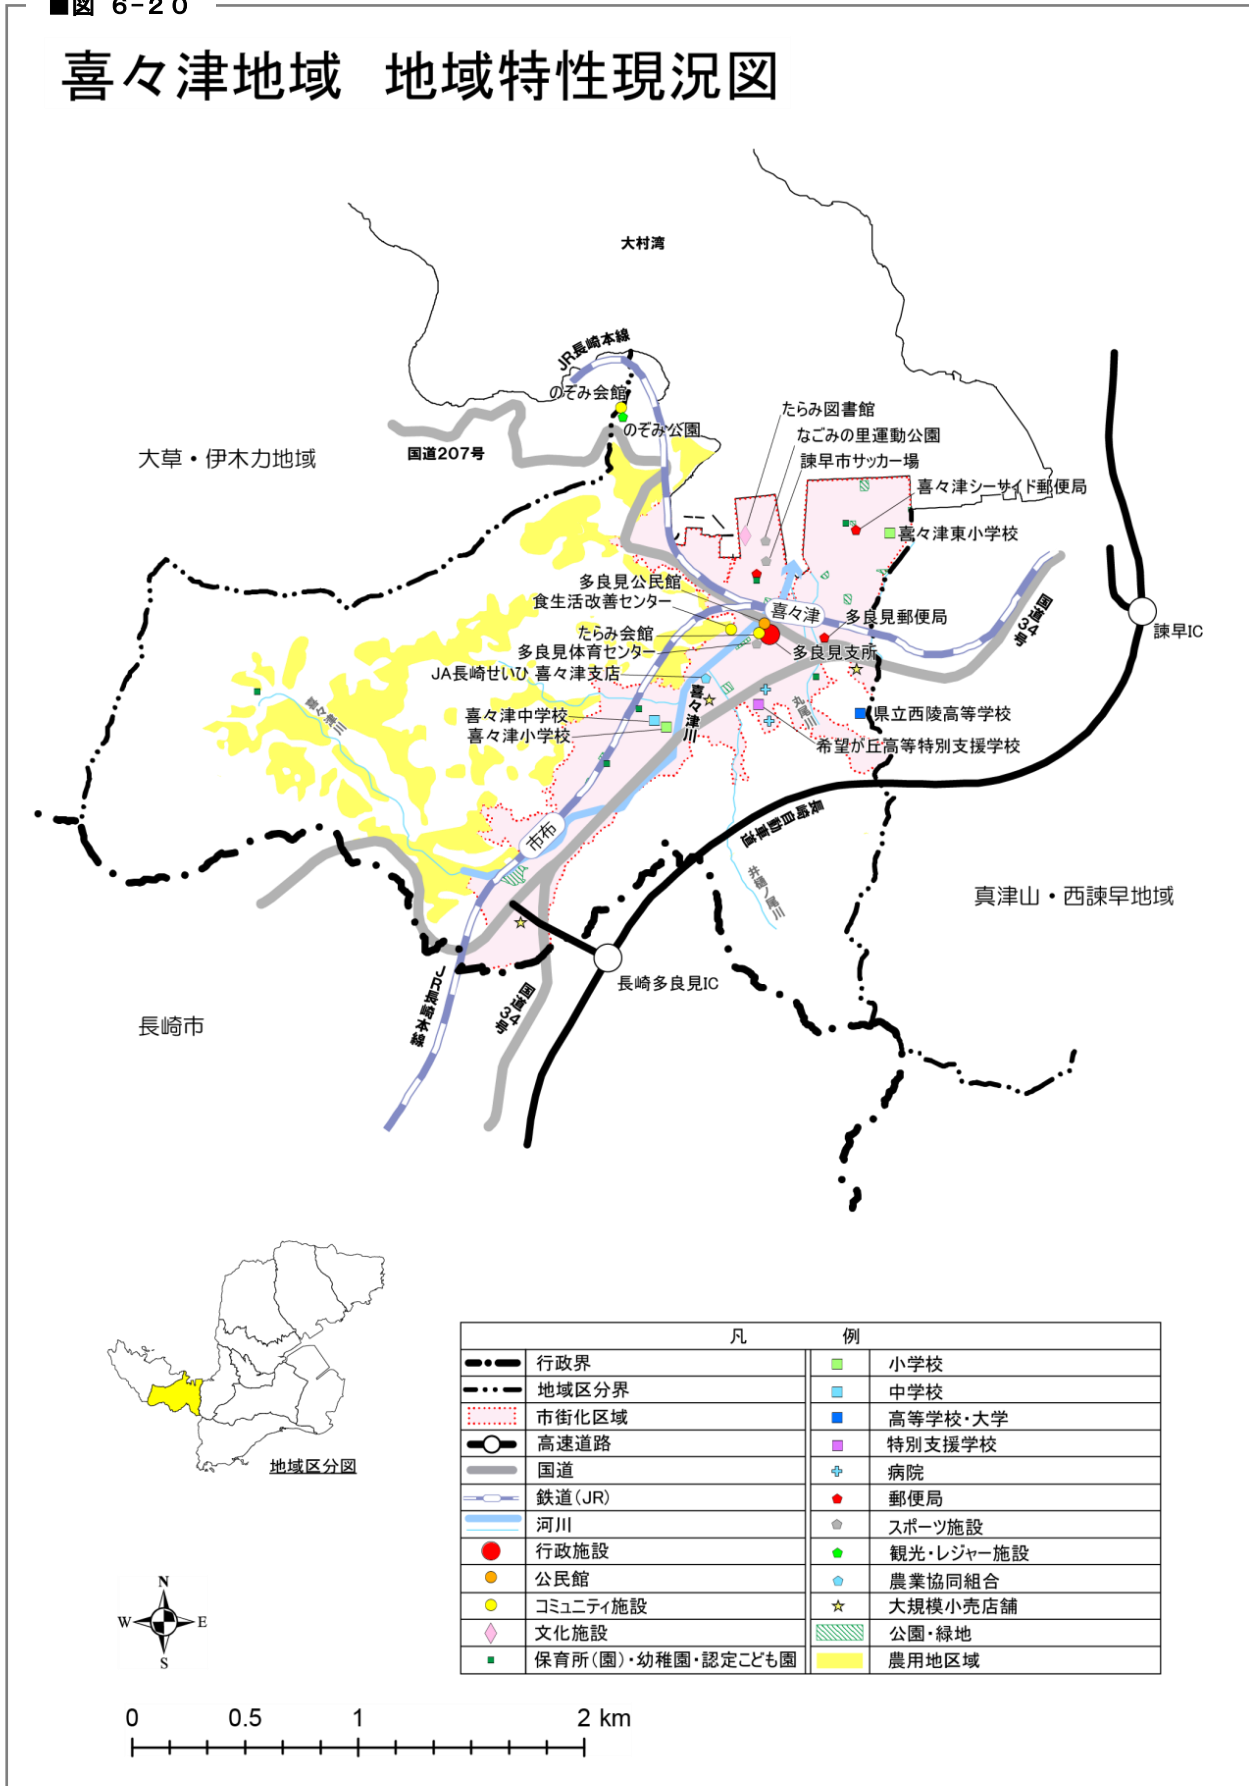 ■図 6-20
喜々津地域 地域特性現況図
大村湾
JR長崎本線
のぞみ会館
のぞみ公園
国道207号
大草・伊木力地域
たらみ図書館
なごみの里運動公園
諫早市サッカー場
喜々津シーサイド郵便局
喜々津東小学校
多良見公民館
食生活改善センター
喜々津
多良見郵便局
国道34号
諫早IC
たらみ会館
多良見体育センター
多良見支所
JA長崎せいひ 喜々津支店
喜々津川
喜々津川
丸尾川
県立西陵高等学校
喜々津中学校
喜々津小学校
希望が丘高等特別支援学校
長崎自動車道
市布
井樋ノ尾川
真津山・西諫早地域
長崎多良見IC
JR長崎本線
国道34号
長崎市
地域区分図
凡 例
行政界
小学校
地域区分界
中学校
市街化区域
高等学校・大学
高速道路
特別支援学校
国道
病院
鉄道(JR)
郵便局
河川
スポーツ施設
行政施設
観光・レジャー施設
公民館
農業協同組合
コミュニティ施設
大規模小売店舗
文化施設
公園・緑地
保育所(園)・幼稚園・認定こども園
農用地区域
N
W E
S
0 0.5 1 2 km